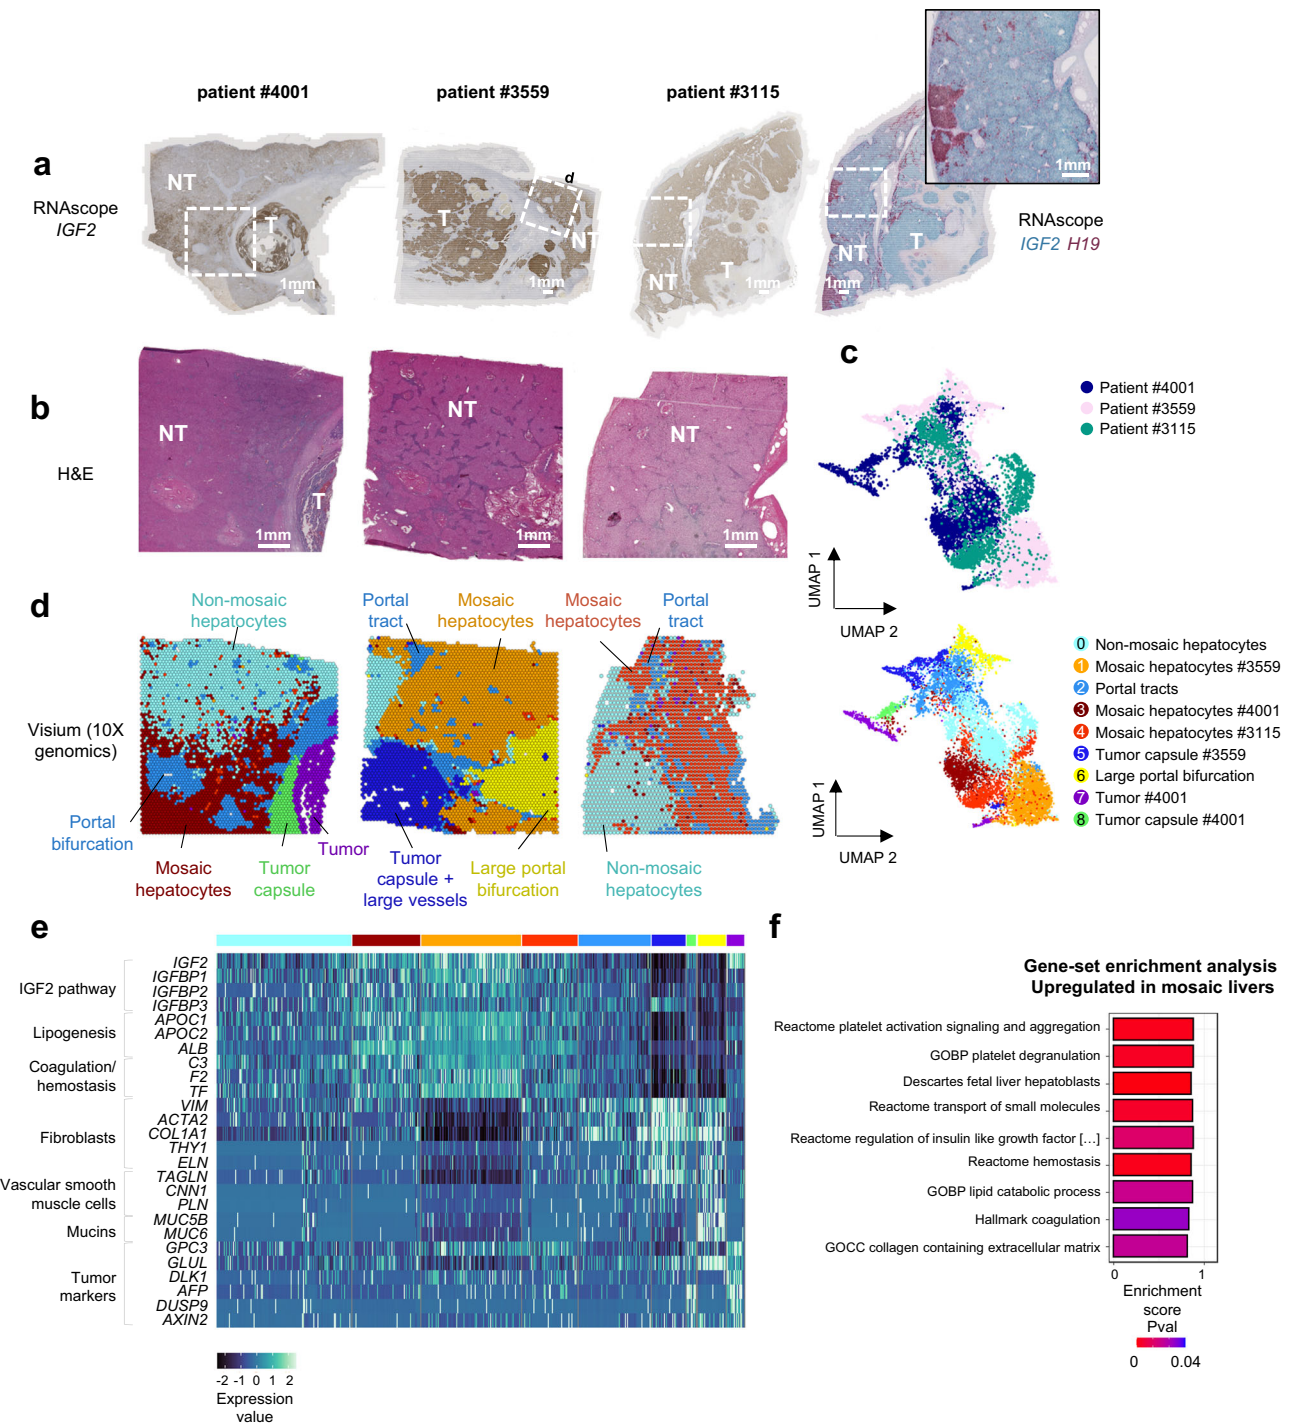 patient #4001
patient #3559
patient #3115
a
RNAscope
IGF2
NT
T
1mm
T
d
NT
1mm
NT
T
1mm
NT
T
1mm
1mm
RNAscope
IGF2 H19
b
H&E
NT
T
1mm
NT
1mm
NT
1mm
c
Patient #4001
Patient #3559
Patient #3115
UMAP 1
UMAP 2
0 Non-mosaic hepatocytes
1 Mosaic hepatocytes #3559
2 Portal tracts
3 Mosaic hepatocytes #4001
4 Mosaic hepatocytes #3115
5 Tumor capsule #3559
6 Large portal bifurcation
7 Tumor #4001
8 Tumor capsule #4001
UMAP 1
UMAP 2
d
Visium (10X
genomics)
Non-mosaic
hepatocytes
Portal
tract
Mosaic
hepatocytes
Mosaic
hepatocytes
Portal
tract
Portal
bifurcation
Mosaic
hepatocytes
Tumor
capsule
Tumor
Tumor
capsule +
large vessels
Large portal
bifurcation
Non-mosaic
hepatocytes
e
IGF2 pathway
Lipogenesis
Coagulation/
hemostasis
Fibroblasts
Vascular smooth
muscle cells
Mucins
Tumor
markers
IGF2
IGFBP1
IGFBP2
IGFBP3
APOC1
APOC2
ALB
C3
F2
TF
VIM
ACTA2
COL1A1
THY1
ELN
TAGLN
CNN1
PLN
MUC5B
MUC6
GPC3
GLUL
DLK1
AFP
DUSP9
AXIN2
-2 -1 0 1 2
Expression
value
f
Gene-set enrichment analysis
Upregulated in mosaic livers
Reactome platelet activation signaling and aggregation
GOBP platelet degranulation
Descartes fetal liver hepatoblasts
Reactome transport of small molecules
Reactome regulation of insulin like growth factor [...]
Reactome hemostasis
GOBP lipid catabolic process
Hallmark coagulation
GOCC collagen containing extracellular matrix
0 1
Enrichment
score
Pval
0 0.04